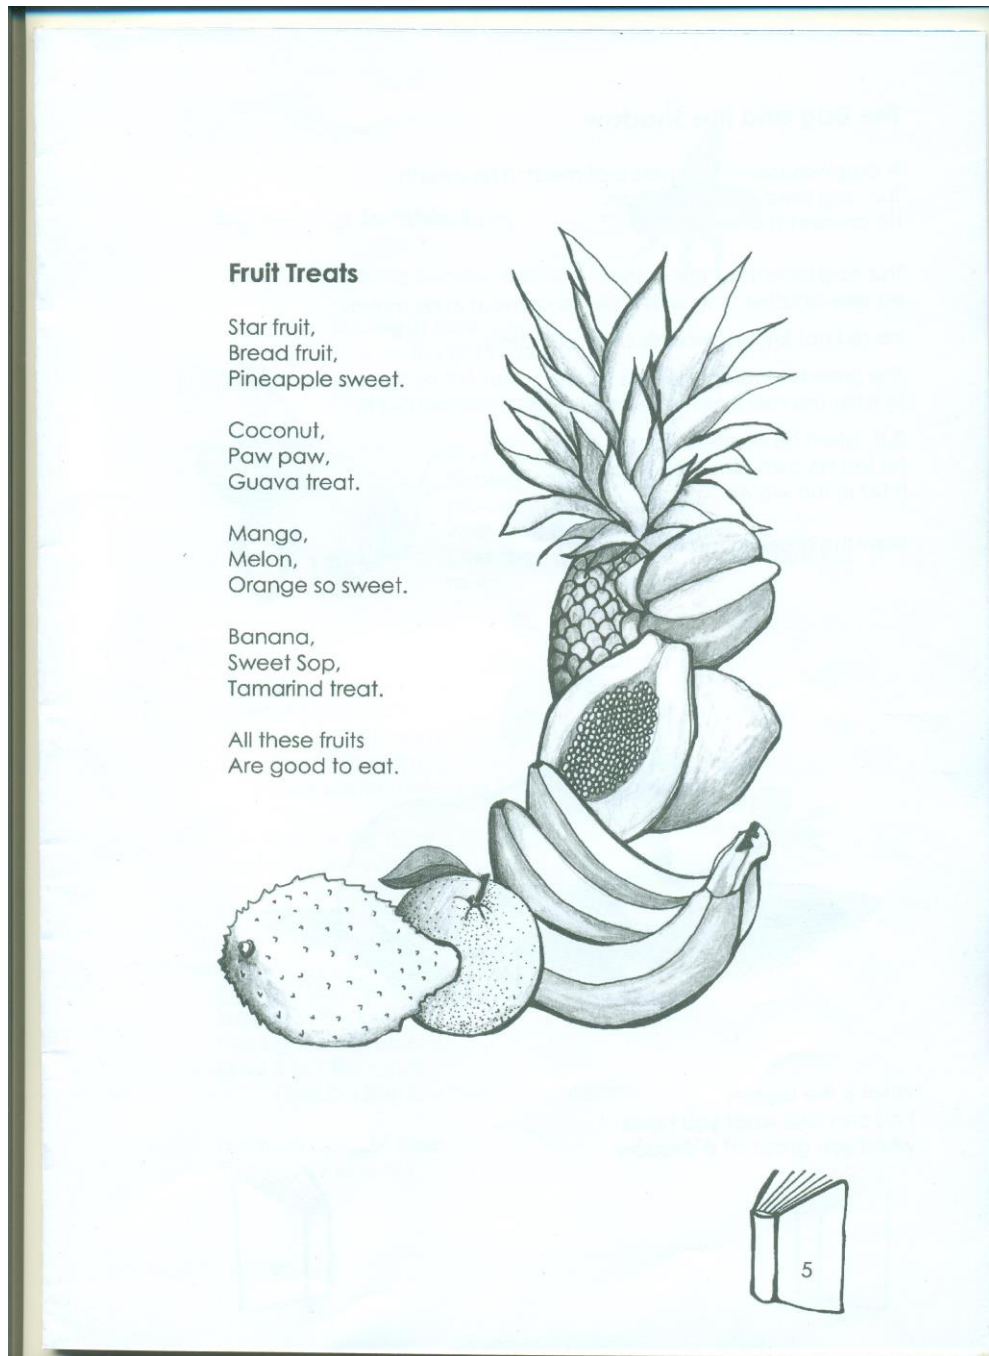 Fruit Treats
Star fruit,
Bread fruit,
Pineapple sweet.
Coconut,
Paw paw,
Guava treat.
Mango,
Melon,
Orange so sweet.
Banana,
Sweet Sop,
Tamarind treat.
All these fruits
Are good to eat.
5